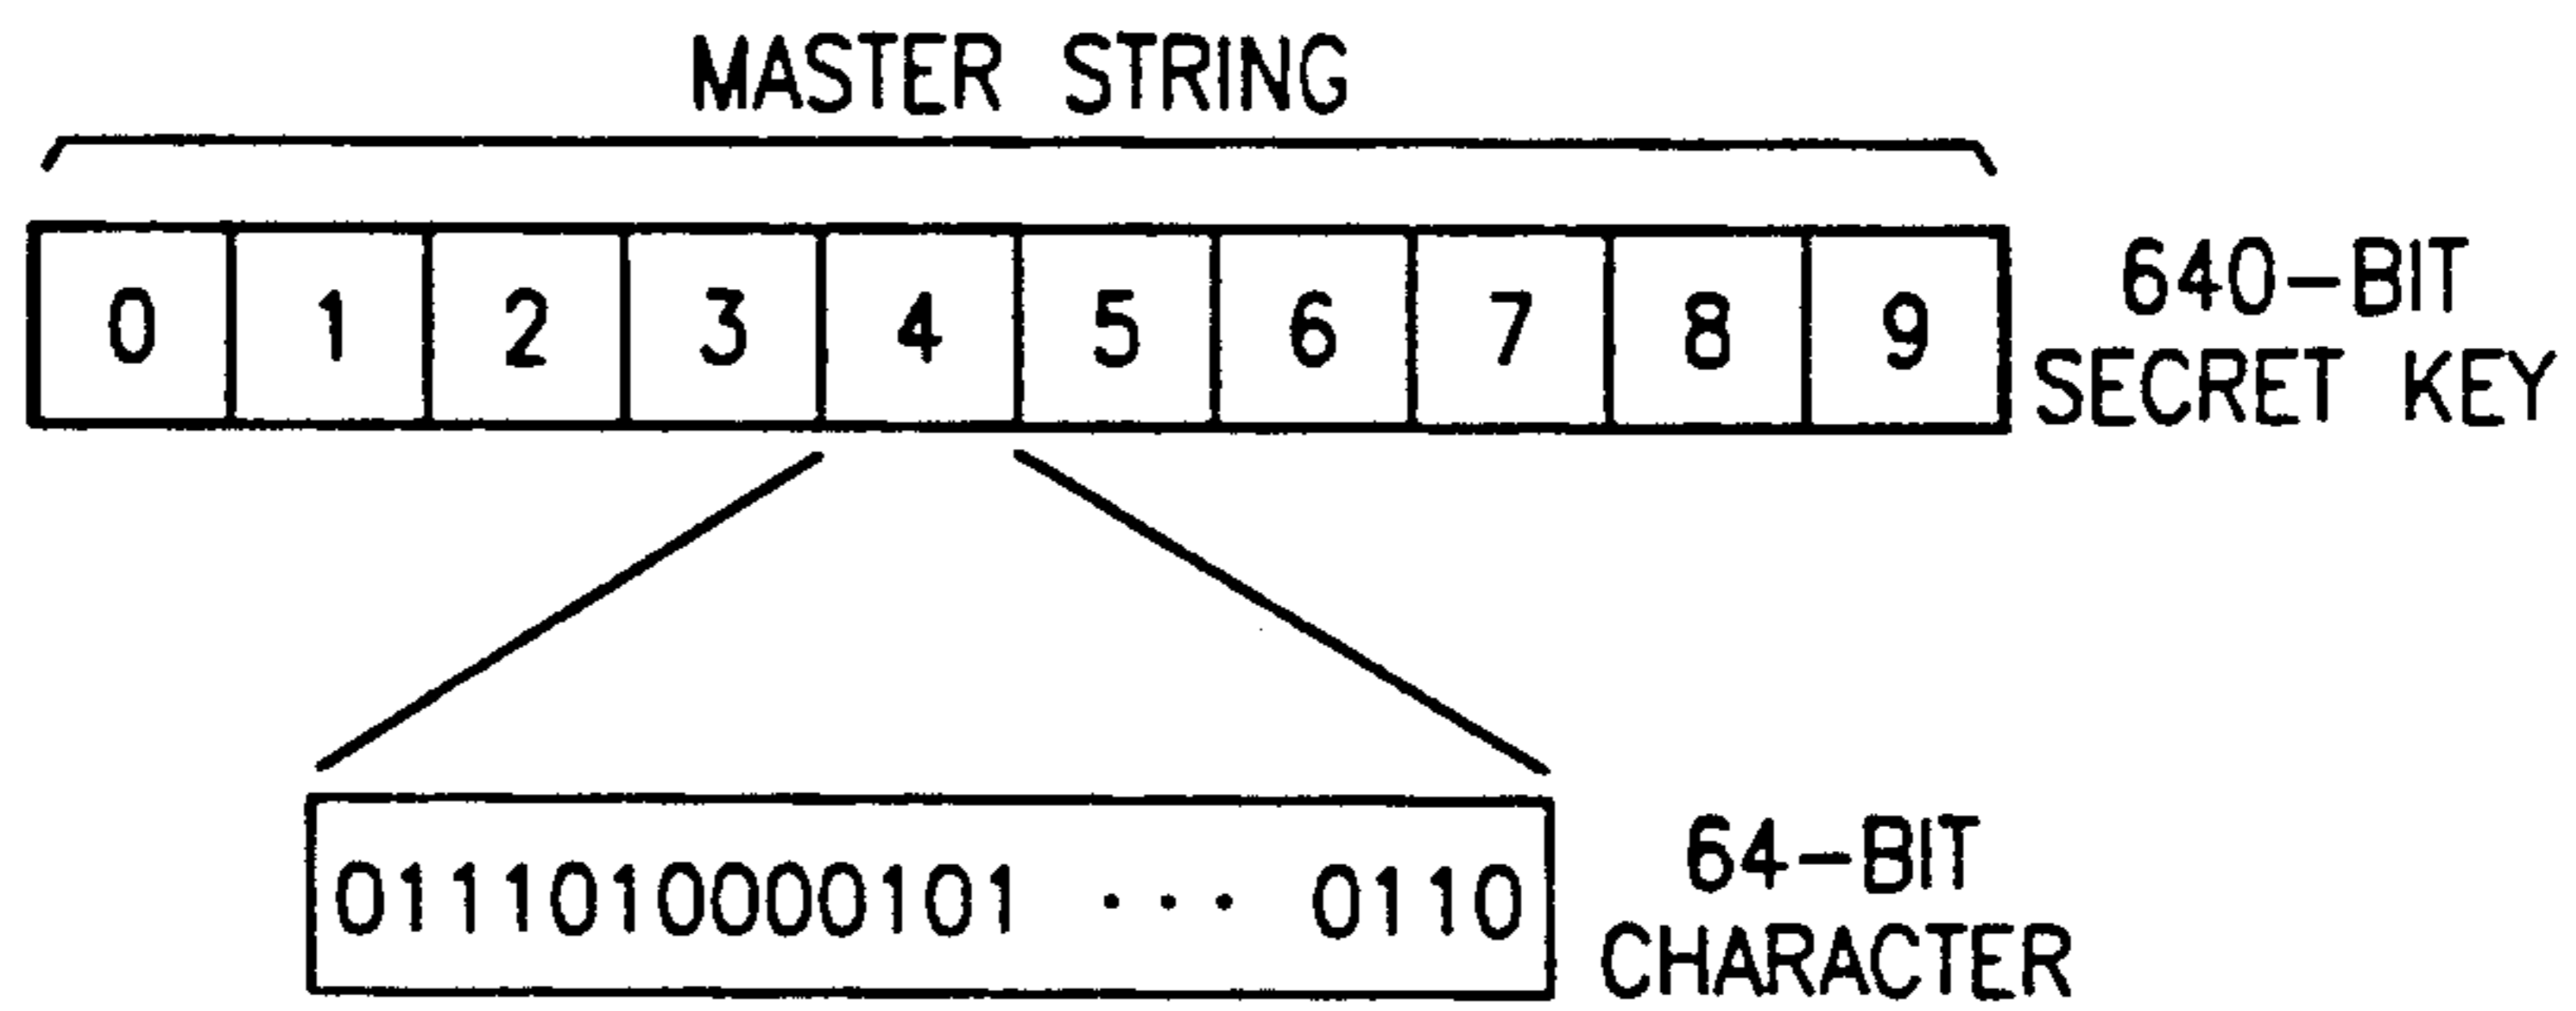 MASTER STRING
0 1 2 3 4 5 6 7 8 9
640-BIT
SECRET KEY
0111010000101 ... 0110
64-BIT
CHARACTER